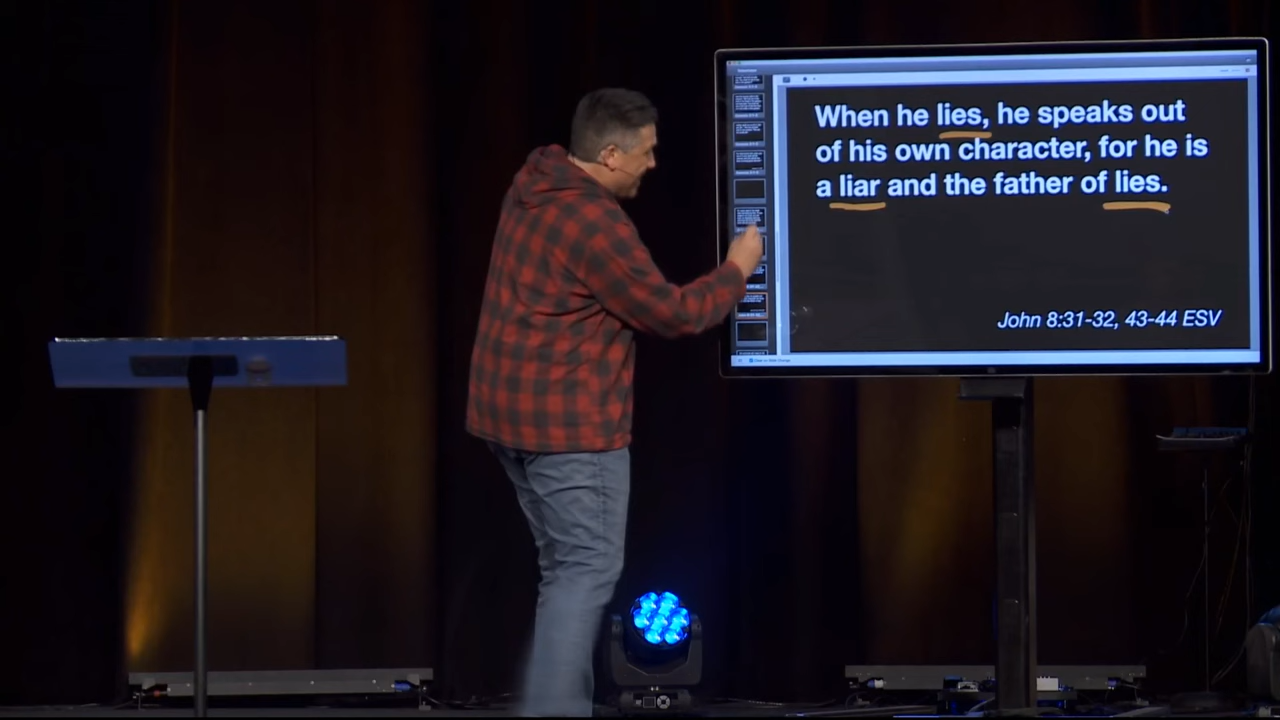 When he lies, he speaks out
of his own character, for he is
a liar and the father of lies.
John 8:31-32, 43-44 ESV